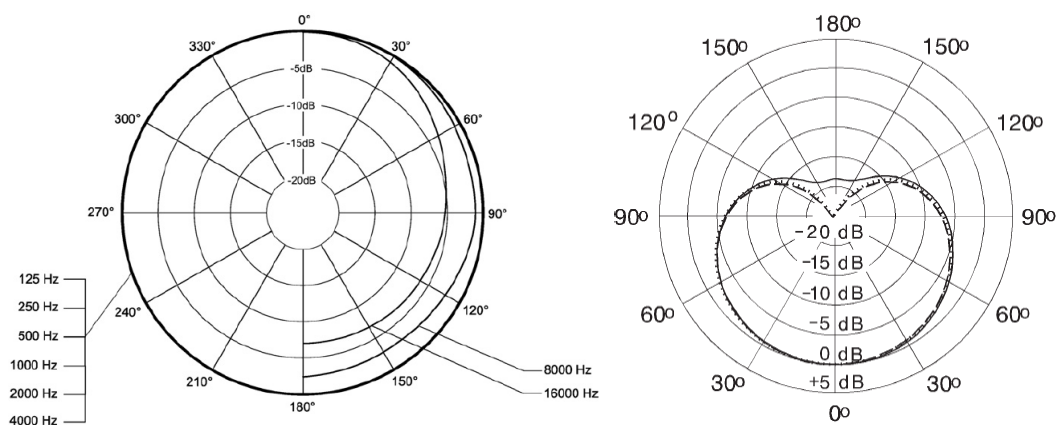 0°
330°
30°
-5dB
-10dB
300°
60°
-15dB
-20dB
270°
90°
125 Hz
250 Hz
240°
120°
500 Hz
1000 Hz
210°
150°
8000 Hz
2000 Hz
180°
16000 Hz
4000 Hz
180º
150º
150º
120º
120º
90º
90º
-20 dB
-15 dB
60º
60º
-10 dB
-5 dB
0 dB
30º
30º
+5 dB
0º